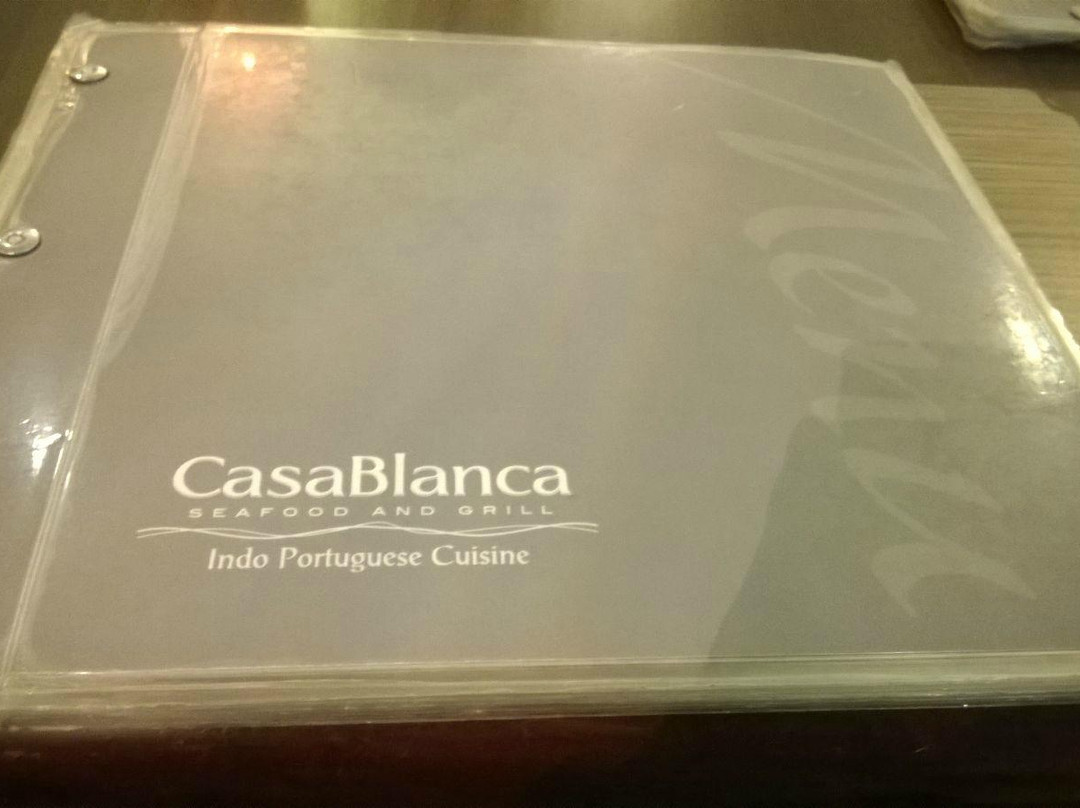 CasaBlanca
SEAFOOD AND GRILL
Indo Portuguese Cuisine
Menu